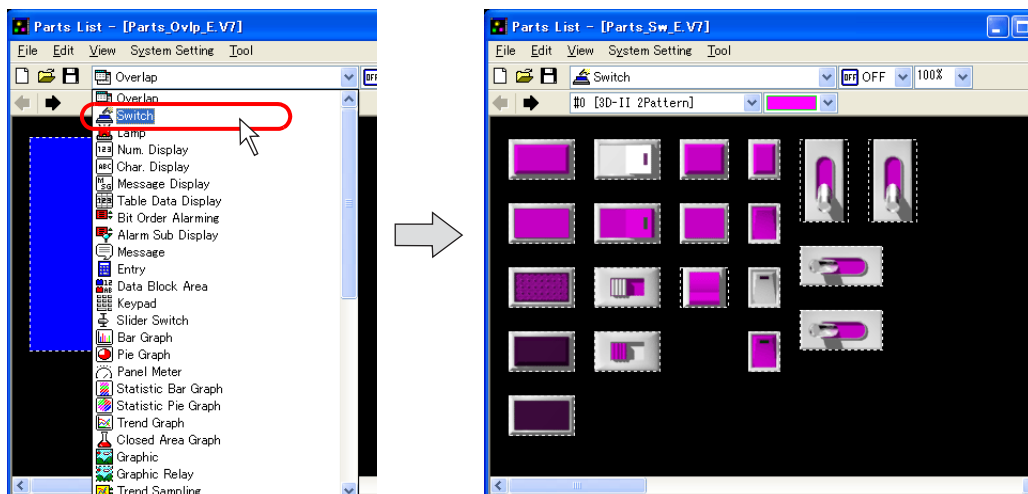 Parts List - [Parts_Ovlp_E.V7]
File Edit View System Setting Tool
Overlap
Overlap
Switch
Lamp
Num. Display
Char. Display
Message Display
Table Data Display
Bit Order Alarming
Alarm Sub Display
Message
Entry
Data Block Area
Keypad
Slider Switch
Bar Graph
Pie Graph
Panel Meter
Statistic Bar Graph
Statistic Pie Graph
Trend Graph
Closed Area Graph
Graphic
Graphic Relay
Trend Sampling
Parts List - [Parts_Sw_E.V7]
File Edit View System Setting Tool
Switch OFF OFF 100%
#0 [3D-II 2Pattern]